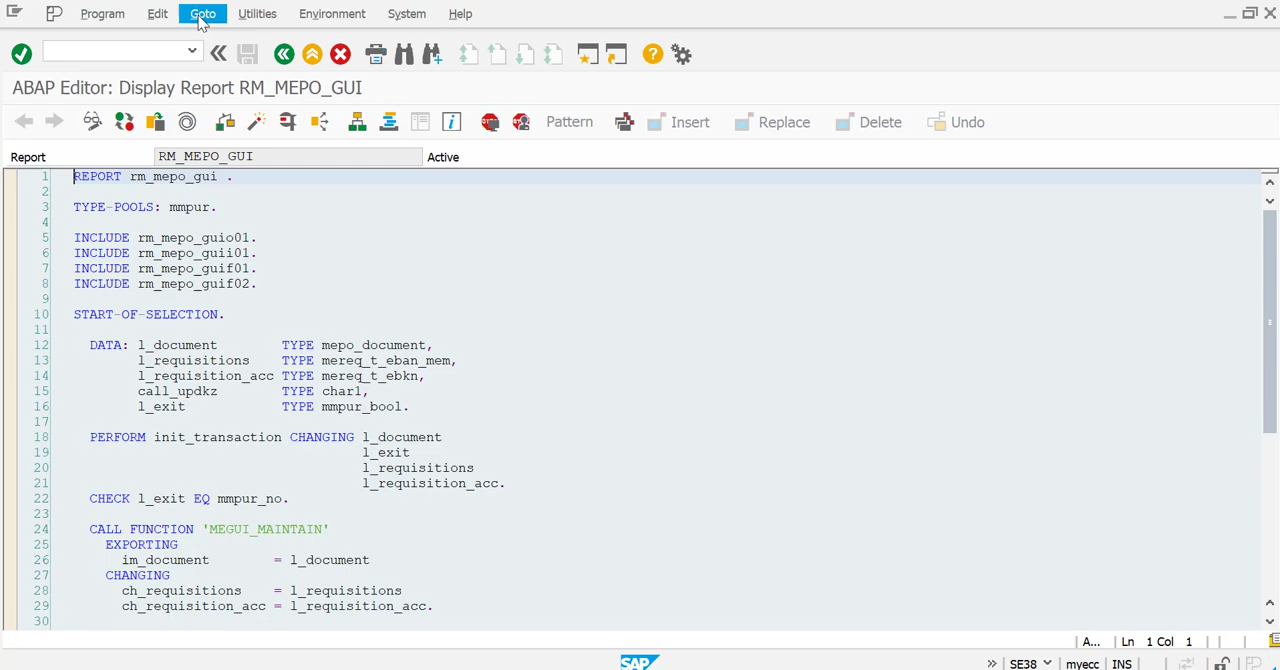 Program Edit Goto Utilities Environment System Help
ABAP Editor: Display Report RM_MEPO_GUI
Pattern Insert Replace Delete Undo
Report RM_MEPO_GUI Active
1 REPORT rm_mepo_gui .
2
3 TYPE-POOLS: mmpur.
4
5 INCLUDE rm_mepo_guio01.
6 INCLUDE rm_mepo_guii01.
7 INCLUDE rm_mepo_guif01.
8 INCLUDE rm_mepo_guif02.
9
10 START-OF-SELECTION.
11
12 DATA: l_document TYPE mepo_document,
13 l_requisitions TYPE mereq_t_eban_mem,
14 l_requisition_acc TYPE mereq_t_ebkn,
15 call_updkz TYPE char1,
16 l_exit TYPE mmpur_bool.
17
18 PERFORM init_transaction CHANGING l_document
19 l_exit
20 l_requisitions
21 l_requisition_acc.
22 CHECK l_exit EQ mmpur_no.
23
24 CALL FUNCTION 'MEGUI_MAINTAIN'
25 EXPORTING
26 im_document = l_document
27 CHANGING
28 ch_requisitions = l_requisitions
29 ch_requisition_acc = l_requisition_acc.
30
A... Ln 1 Col 1
SAP SE38 myecc INS